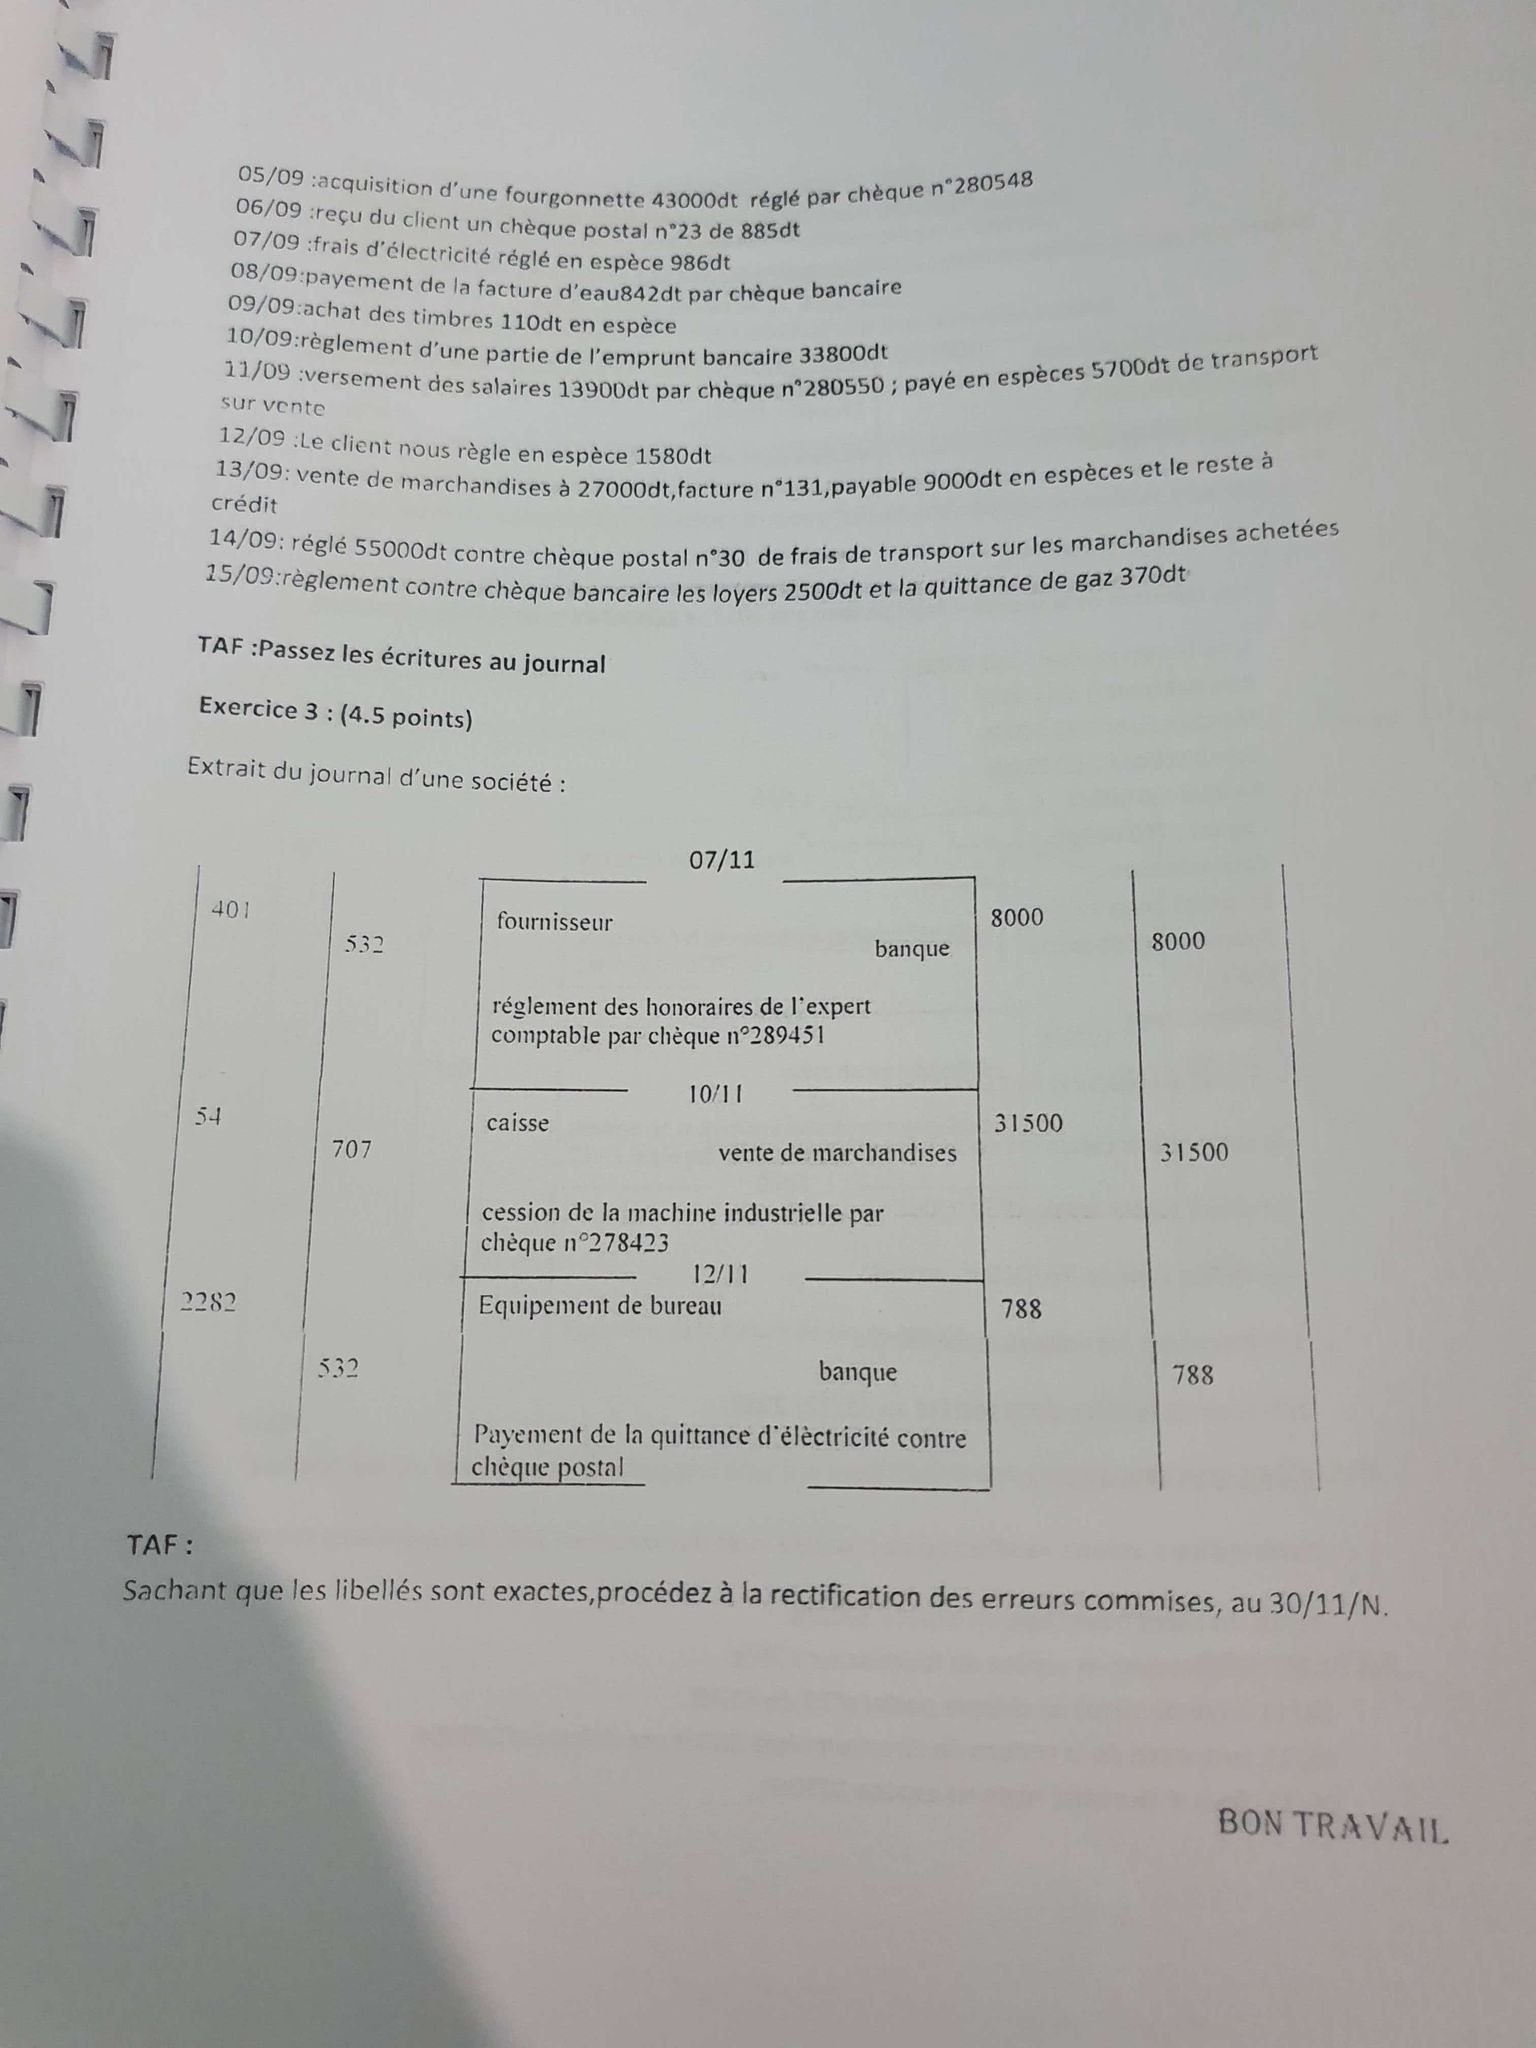 05/09 :acquisition d'une fourgonnette 43000dt réglé par chèque n°280548
06/09 :reçu du client un chèque postal n°23 de 885dt
07/09 :frais d'électricité réglé en espèce 986dt
08/09:payement de la facture d'eau842dt par chèque bancaire
09/09:achat des timbres 110dt en espèce
10/09:règlement d'une partie de l'emprunt bancaire 33800dt
11/09 :versement des salaires 13900dt par chèque n°280550 ; payé en espèces 5700dt de transport
sur vente
12/09 :Le client nous règle en espèce 1580dt
13/09: vente de marchandises à 27000dt,facture n°131,payable 9000dt en espèces et le reste à
crédit
14/09: réglé 55000dt contre chèque postal n°30 de frais de transport sur les marchandises achetées
15/09:règlement contre chèque bancaire les loyers 2500dt et la quittance de gaz 370dt
TAF :Passez les écritures au journal
Exercice 3 : (4.5 points)
Extrait du journal d'une société :
07/11
401 fournisseur 8000
532 banque 8000
réglement des honoraires de l'expert
comptable par chèque n°289451
10/11
54 caisse 31500
707 vente de marchandises 31500
cession de la machine industrielle par
chèque n°278423
12/11
2282 Equipement de bureau 788
532 banque 788
Payement de la quittance d'élèctricité contre
chèque postal
TAF :
Sachant que les libellés sont exactes,procédez à la rectification des erreurs commises, au 30/11/N.
BON TRAVAIL